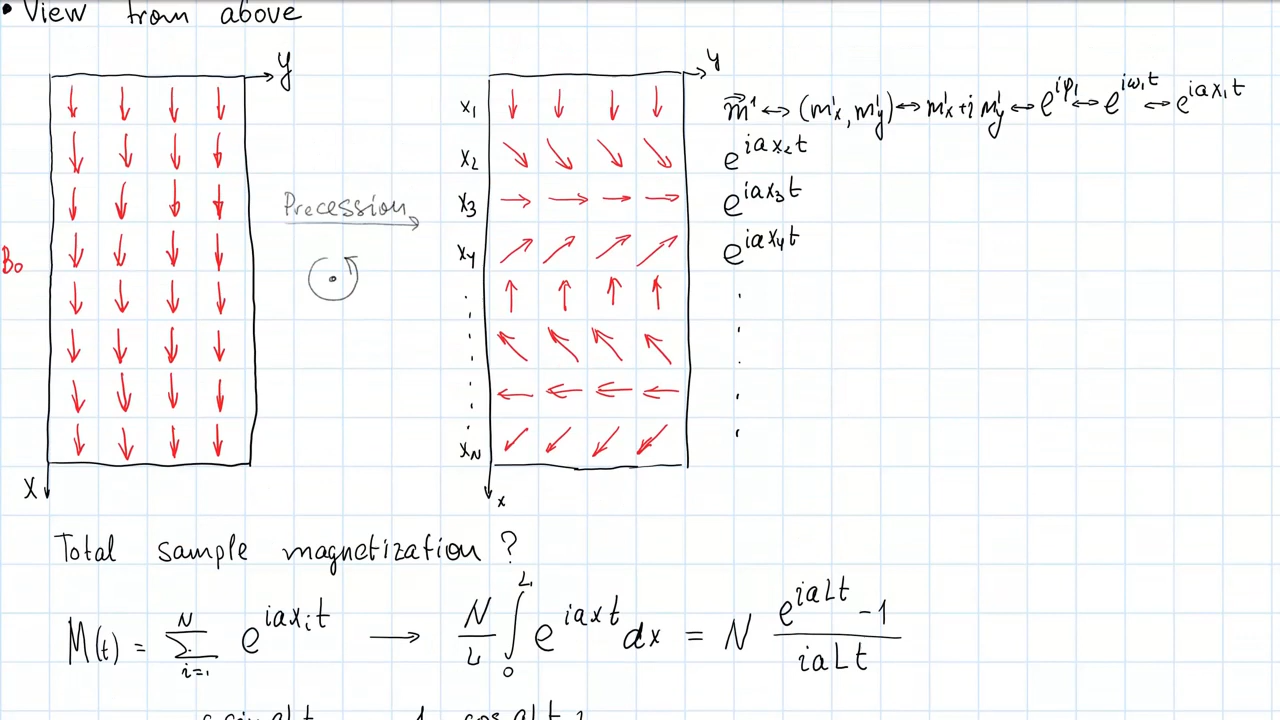 • View from above
y
y
x₁
m⃗¹ ↔ (m¹ₓ, m¹ᵧ) ↔ m¹ₓ + i m¹ᵧ ↔ e^{iφ₁} ↔ e^{iω₁t} ↔ e^{iax₁t}
x₂ e^{iax₂t}
x₃ e^{iax₃t}
Precession
B₀
x₄ e^{iax₄t}
x_N
x
x
Total sample magnetization ?
M(t) = Σ_{i=1}^{N} e^{iaxᵢt} → N/L ∫₀^L e^{iaxt} dx = N (e^{iaLt} - 1)/(iaLt)